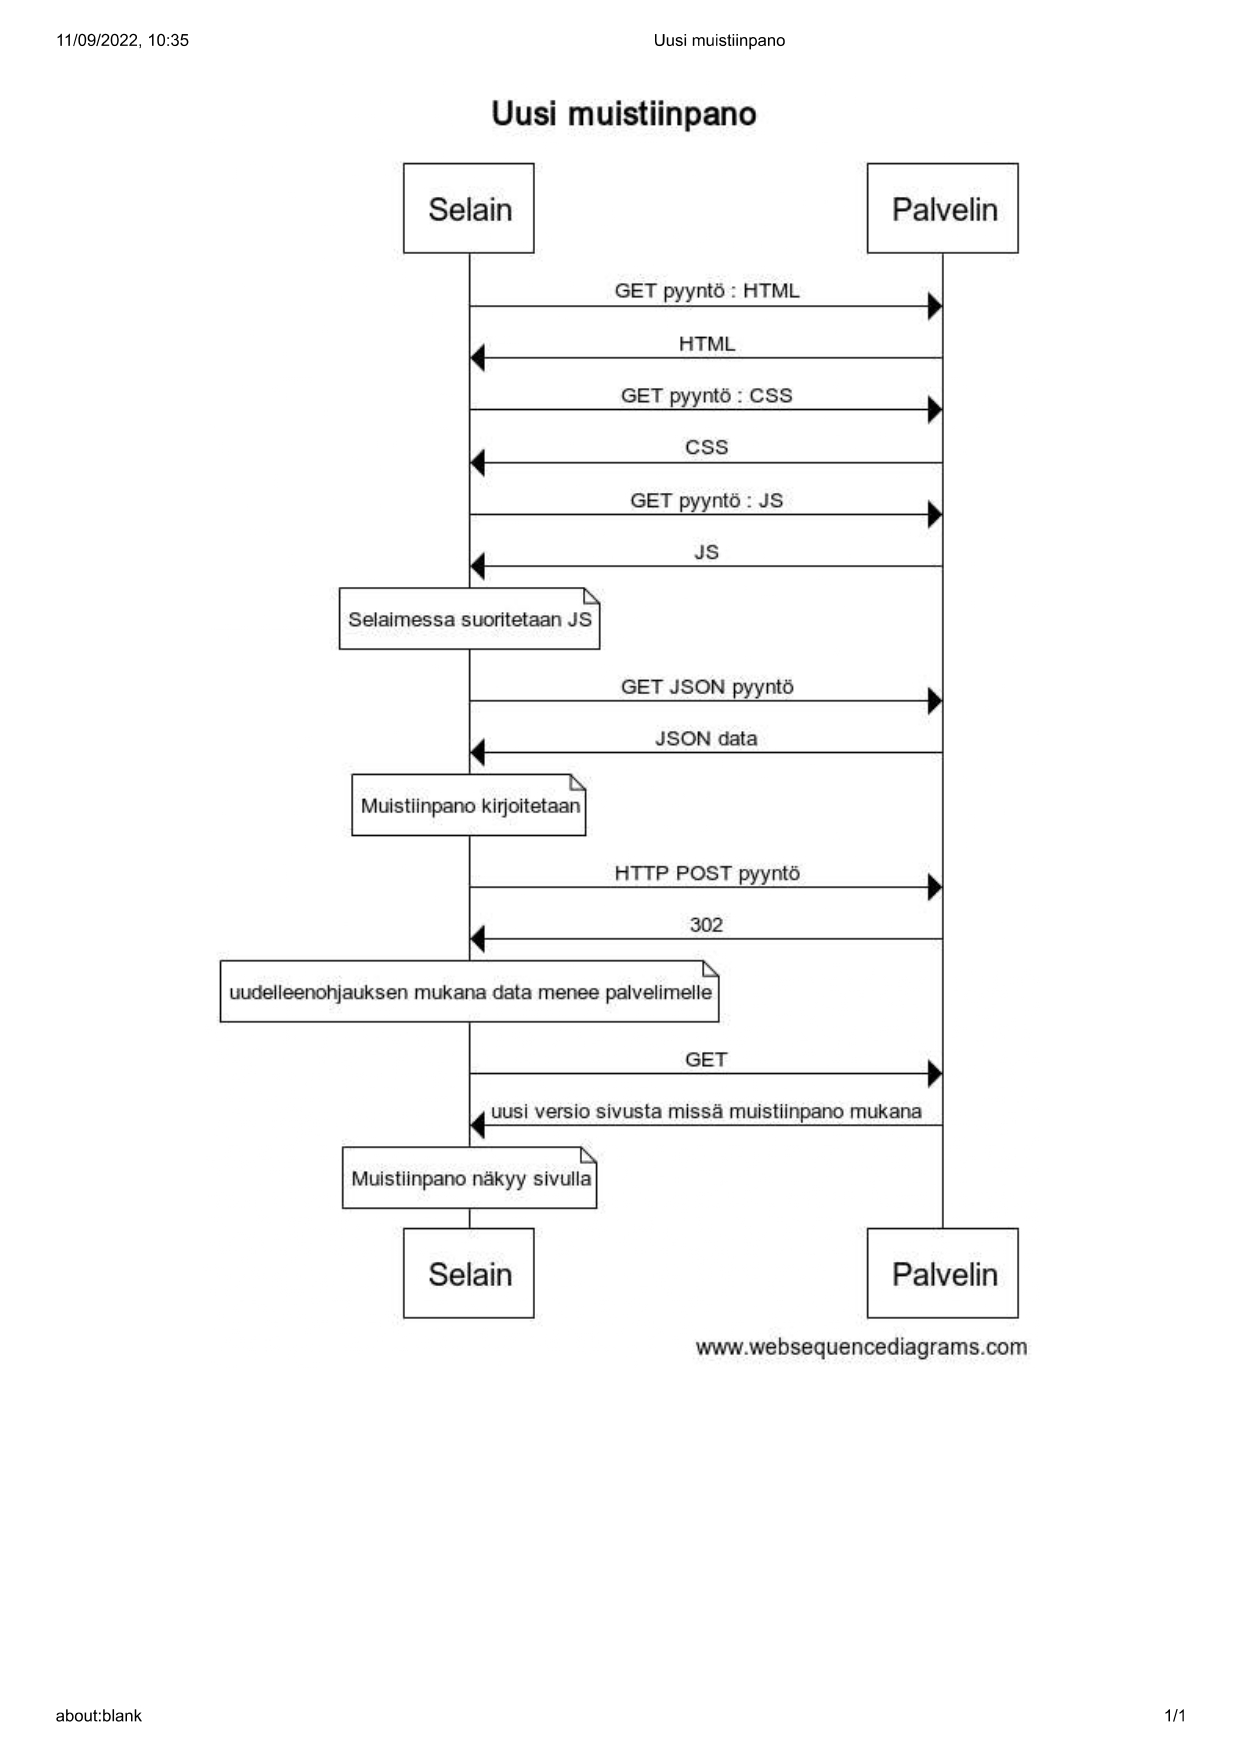 11/09/2022, 10:35
Uusi muistiinpano
Uusi muistiinpano
Selain
Palvelin
GET pyyntö : HTML
HTML
GET pyyntö : CSS
CSS
GET pyyntö : JS
JS
Selaimessa suoritetaan JS
GET JSON pyyntö
JSON data
Muistiinpano kirjoitetaan
HTTP POST pyyntö
302
uudelleenohjauksen mukana data menee palvelimelle
GET
uusi versio sivusta missä muistiinpano mukana
Muistiinpano näkyy sivulla
Selain
Palvelin
www.websequencediagrams.com
about:blank
1/1